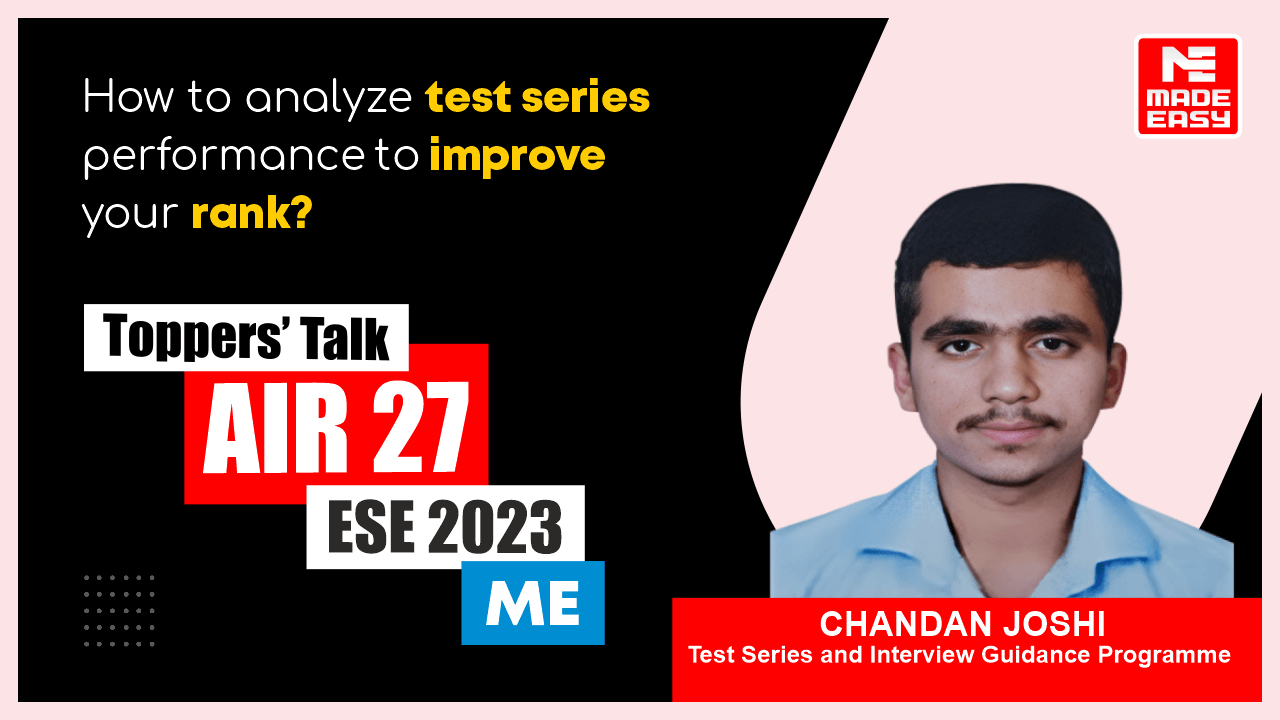 How to analyze test series
performance to improve
your rank?
Toppers’ Talk
AIR 27
ESE 2023
ME
ME
MADE
EASY
CHANDAN JOSHI
Test Series and Interview Guidance Programme